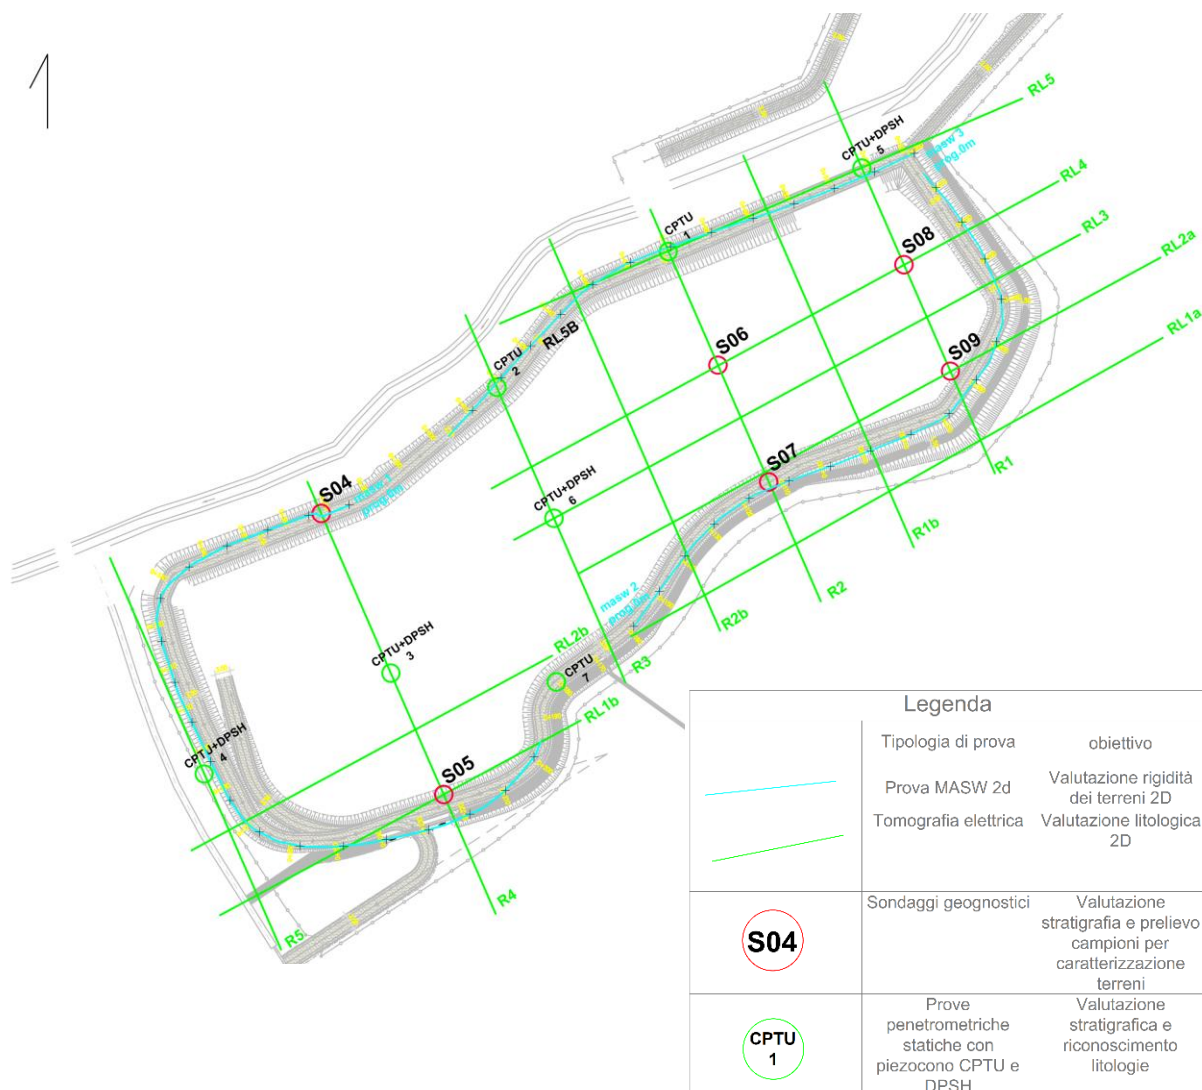 RL5
CPTU+DPSH
5
masw 3
prog.0m
RL4
CPTU
1
S08
RL3
RL2a
RL1a
RL5B
CPTU
2
S06
S09
R1
S07
S04
masw 1
prog.0m
CPTU+DPSH
6
R1b
R2
masw 2
prog.0m
R2b
RL2b
R3
CPTU+DPSH
3
CPTU
7
RL1b
CPTU+DPSH
4
S05
R4
R5
Legenda
Tipologia di prova obiettivo
Prova MASW 2d Valutazione rigidità
dei terreni 2D
Tomografia elettrica Valutazione litologica
2D
S04
Sondaggi geognostici Valutazione
stratigrafia e prelievo
campioni per
caratterizzazione
terreni
CPTU
1
Prove Valutazione
penetrometriche stratigrafica e
statiche con riconoscimento
piezocono CPTU e litologie
DPSH